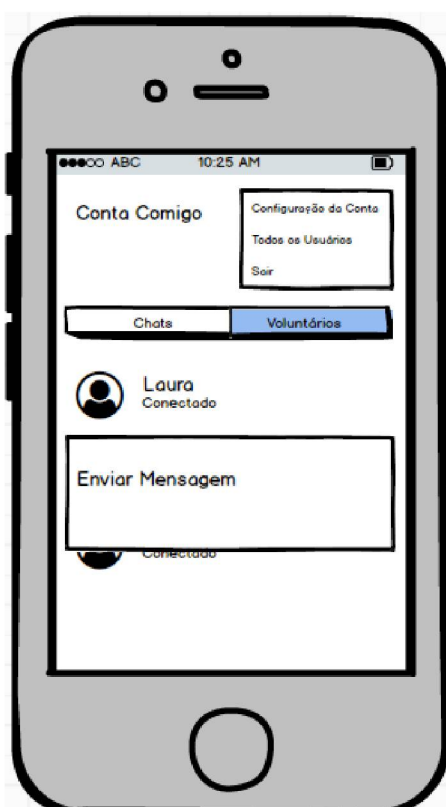 ABC 10:25 AM
Conta Comigo
Configuração da Conta
Todos os Usuários
Sair
Chats Voluntários
Laura
Conectado
Enviar Mensagem
Conectado